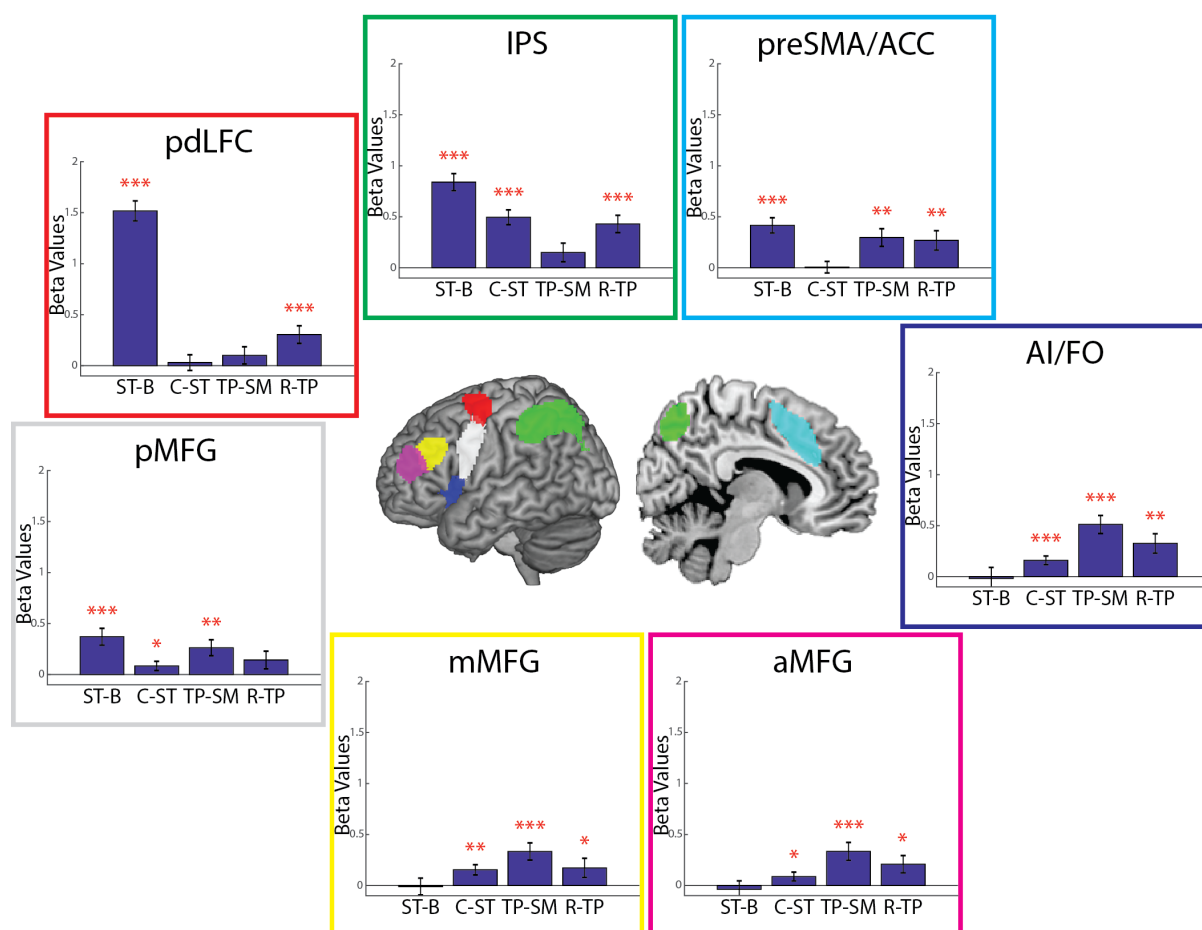 IPS
Beta Values
2
1.5
1
0.5
0
***
***
***
ST-B C-ST TP-SM R-TP
preSMA/ACC
Beta Values
2
1.5
1
0.5
0
***
**
**
ST-B C-ST TP-SM R-TP
pdLFC
Beta Values
2
1.5
1
0.5
0
***
***
ST-B C-ST TP-SM R-TP
AI/FO
Beta Values
2
1.5
1
0.5
0
***
***
**
ST-B C-ST TP-SM R-TP
pMFG
Beta Values
2
1.5
1
0.5
0
***
*
**
ST-B C-ST TP-SM R-TP
mMFG
Beta Values
2
1.5
1
0.5
0
**
***
*
ST-B C-ST TP-SM R-TP
aMFG
Beta Values
2
1.5
1
0.5
0
*
***
*
ST-B C-ST TP-SM R-TP